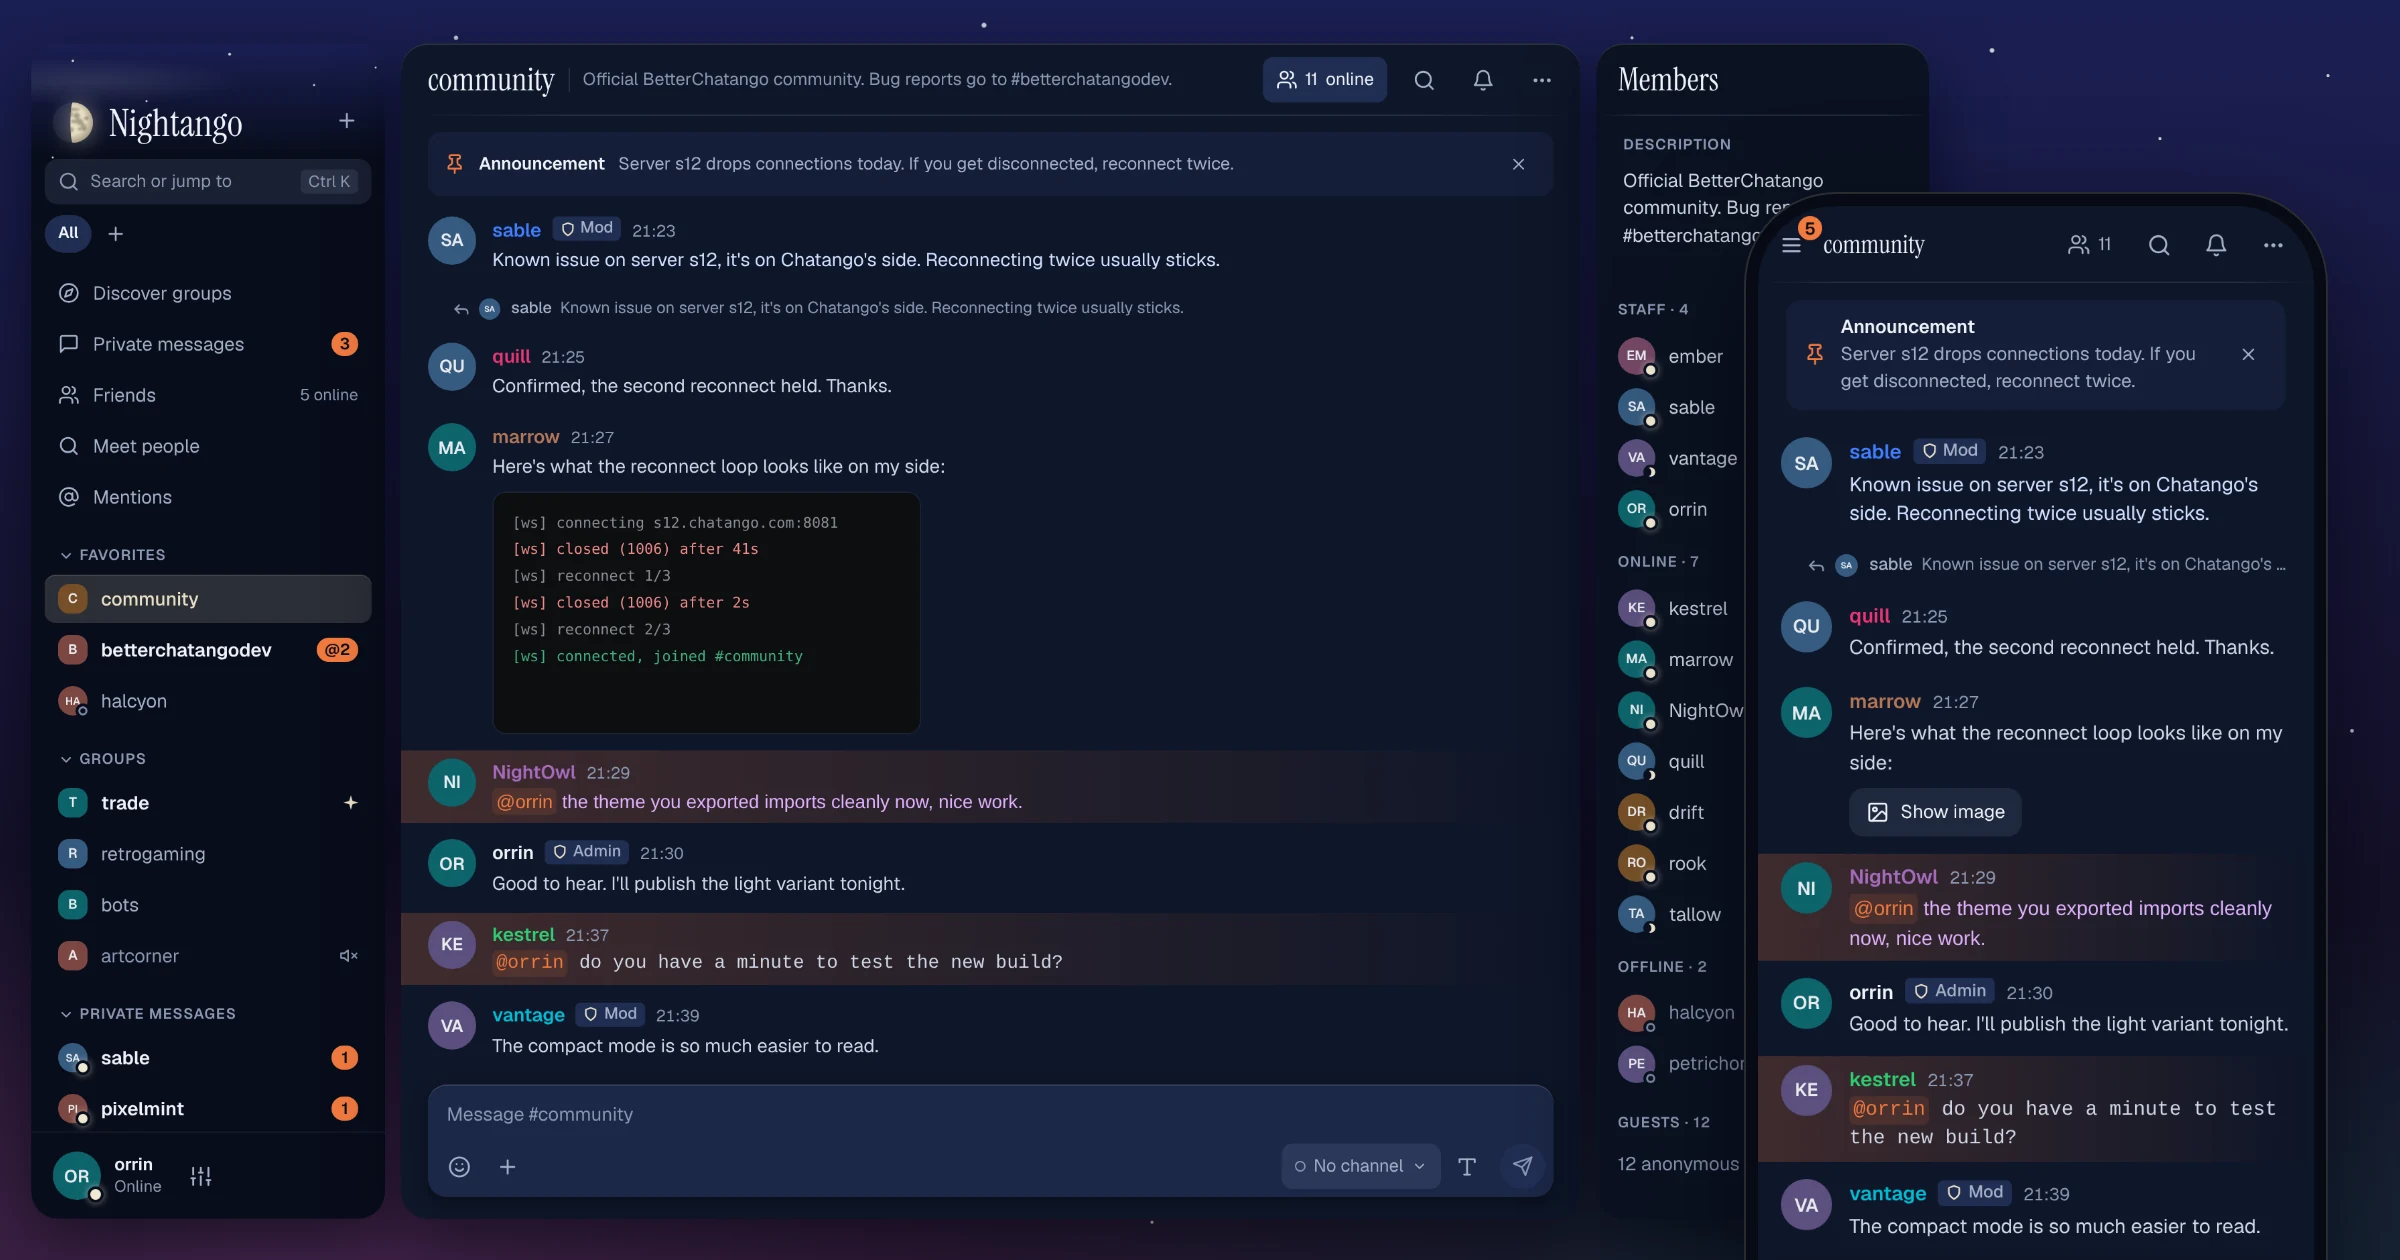 Nightango
Search or jump to
Ctrl K
All
Discover groups
Private messages
3
Friends
5 online
Meet people
Mentions
FAVORITES
C
community
B
betterchatangodev
@2
HA
halcyon
GROUPS
T
trade
R
retrogaming
B
bots
A
artcorner
PRIVATE MESSAGES
SA
sable
1
PI
pixelmint
1
OR
orrin
Online
community
Official BetterChatango community. Bug reports go to #betterchatangodev.
11 online
Announcement Server s12 drops connections today. If you get disconnected, reconnect twice.
SA
sable Mod 21:23
Known issue on server s12, it's on Chatango's side. Reconnecting twice usually sticks.
SA sable Known issue on server s12, it's on Chatango's side. Reconnecting twice usually sticks.
QU
quill 21:25
Confirmed, the second reconnect held. Thanks.
MA
marrow 21:27
Here's what the reconnect loop looks like on my side:
[ws] connecting s12.chatango.com:8081
[ws] closed (1006) after 41s
[ws] reconnect 1/3
[ws] closed (1006) after 2s
[ws] reconnect 2/3
[ws] connected, joined #community
NI
NightOwl 21:29
@orrin the theme you exported imports cleanly now, nice work.
OR
orrin Admin 21:30
Good to hear. I'll publish the light variant tonight.
KE
kestrel 21:37
@orrin do you have a minute to test the new build?
VA
vantage Mod 21:39
The compact mode is so much easier to read.
Message #community
No channel
Members
DESCRIPTION
Official BetterChatango
community. Bug rep
#betterchatango
STAFF · 4
EM
ember
SA
sable
VA
vantage
OR
orrin
ONLINE · 7
KE
kestrel
MA
marrow
NI
NightOw
QU
quill
DR
drift
RO
rook
TA
tallow
OFFLINE · 2
HA
halcyon
PE
petrichor
GUESTS · 12
12 anonymous
5
community
11
Announcement
Server s12 drops connections today. If you
get disconnected, reconnect twice.
SA
sable Mod 21:23
Known issue on server s12, it's on Chatango's
side. Reconnecting twice usually sticks.
SA sable Known issue on server s12, it's on Chatango's ...
QU
quill 21:25
Confirmed, the second reconnect held. Thanks.
MA
marrow 21:27
Here's what the reconnect loop looks like on my
side:
Show image
NI
NightOwl 21:29
@orrin the theme you exported imports cleanly
now, nice work.
OR
orrin Admin 21:30
Good to hear. I'll publish the light variant tonight.
KE
kestrel 21:37
@orrin do you have a minute to test
the new build?
VA
vantage Mod 21:39
The compact mode is so much easier to read.